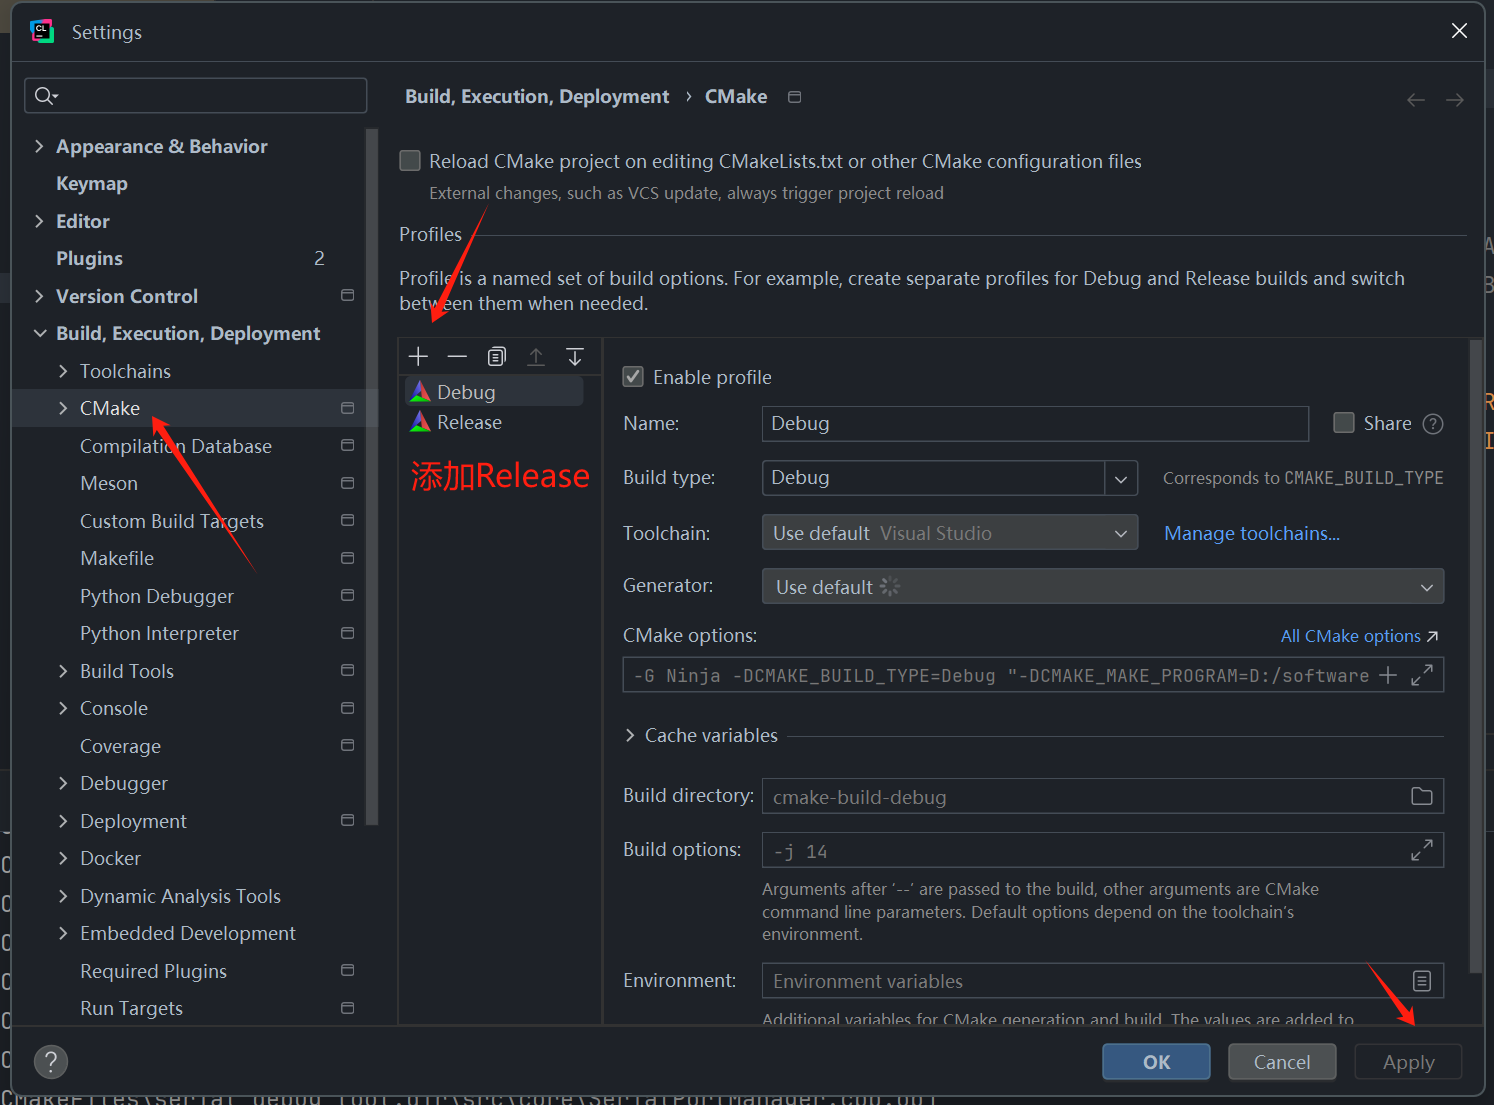 Settings
Build, Execution, Deployment › CMake
Appearance & Behavior
Keymap
Editor
Plugins 2
Version Control
Build, Execution, Deployment
Toolchains
CMake
Compilation Database
Meson
Custom Build Targets
Makefile
Python Debugger
Python Interpreter
Build Tools
Console
Coverage
Debugger
Deployment
Docker
Dynamic Analysis Tools
Embedded Development
Required Plugins
Run Targets
Reload CMake project on editing CMakeLists.txt or other CMake configuration files
External changes, such as VCS update, always trigger project reload
Profiles
Profile is a named set of build options. For example, create separate profiles for Debug and Release builds and switch
between them when needed.
Debug
Release
添加Release
Enable profile
Name: Debug Share ?
Build type: Debug Corresponds to CMAKE_BUILD_TYPE
Toolchain: Use default Visual Studio Manage toolchains...
Generator: Use default
CMake options: All CMake options ↗
-G Ninja -DCMAKE_BUILD_TYPE=Debug "-DCMAKE_MAKE_PROGRAM=D:/software
Cache variables
Build directory: cmake-build-debug
Build options: -j 14
Arguments after '--' are passed to the build, other arguments are CMake
command line parameters. Default options depend on the toolchain's
environment.
Environment: Environment variables
Additional variables for CMake generation and build. The values are added to
? OK Cancel Apply